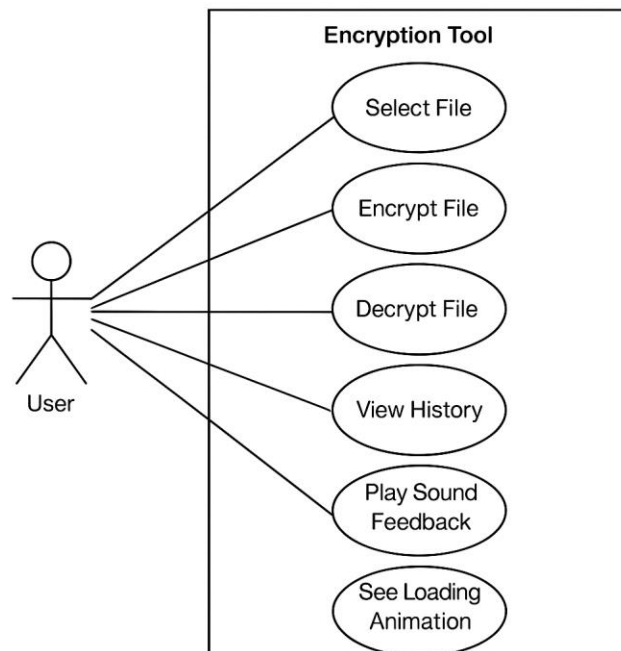 Encryption Tool
Select File
Encrypt File
Decrypt File
User
View History
Play Sound
Feedback
See Loading
Animation